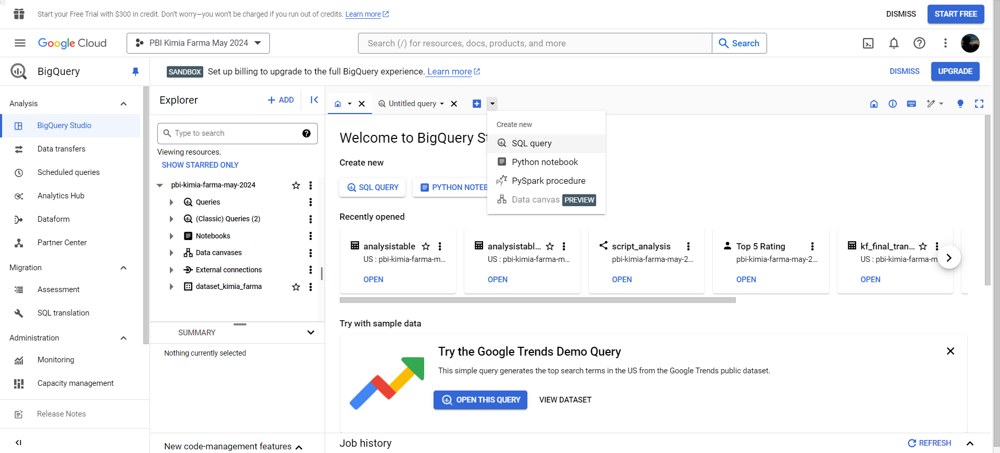 Start your Free Trial with $300 in credit. Don't worry—you won't be charged if you run out of credits. Learn more
DISMISS
START FREE
Google Cloud
PBI Kimia Farma May 2024
Search (/) for resources, docs, products, and more
Search
BigQuery
SANDBOX Set up billing to upgrade to the full BigQuery experience. Learn more
DISMISS
UPGRADE
Analysis
BigQuery Studio
Data transfers
Scheduled queries
Analytics Hub
Dataform
Partner Center
Migration
Assessment
SQL translation
Administration
Monitoring
Capacity management
Release Notes
Explorer
+ ADD
Type to search
Viewing resources.
SHOW STARRED ONLY
pbi-kimia-farma-may-2024
Queries
(Classic) Queries (2)
Notebooks
Data canvases
External connections
dataset_kimia_farma
SUMMARY
Nothing currently selected
New code-management features
Untitled query
Create new
SQL query
Python notebook
PySpark procedure
Data canvas PREVIEW
Welcome to BigQuery St
Create new
SQL QUERY
PYTHON NOTEB
Recently opened
analysistable
US : pbi-kimia-farma-m...
OPEN
analysistabl...
US : pbi-kimia-farma-m...
OPEN
script_analysis
pbi-kimia-farma-may-2...
OPEN
Top 5 Rating
pbi-kimia-farma-may-2...
OPEN
kf_final_tran...
US : pbi-kimia-farma-m
OPEN
Try with sample data
Try the Google Trends Demo Query
This simple query generates the top search terms in the US from the Google Trends public dataset.
OPEN THIS QUERY
VIEW DATASET
Job history
REFRESH